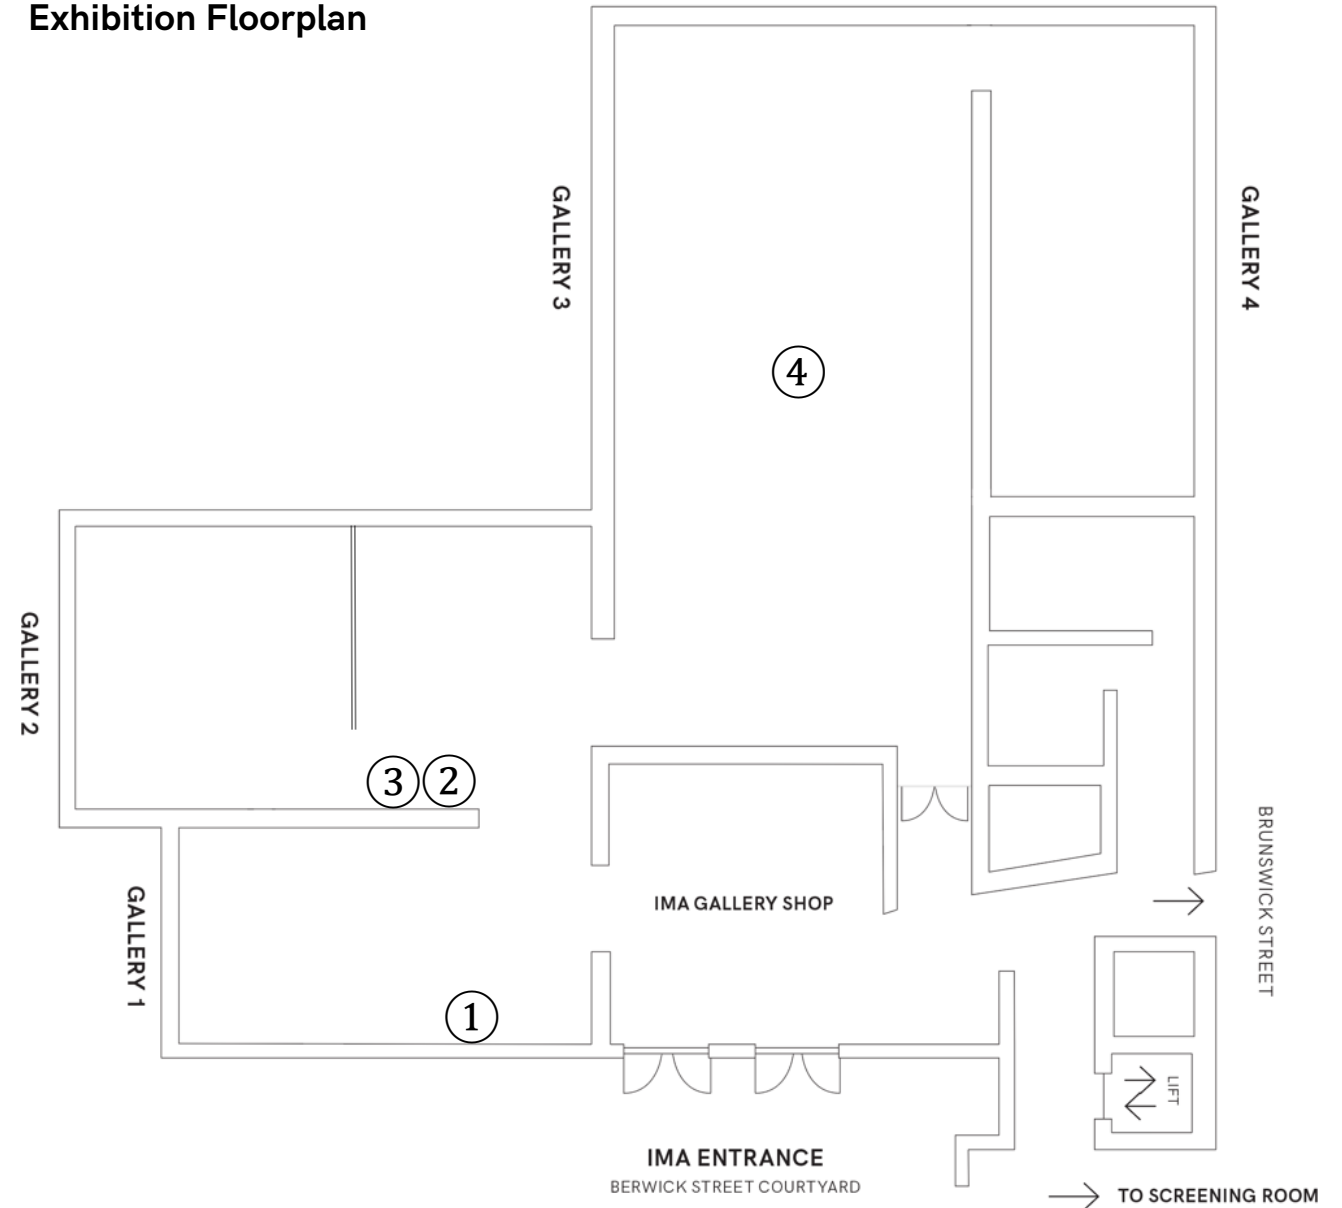 Exhibition Floorplan
GALLERY 3
GALLERY 4
4
GALLERY 2
3 2
GALLERY 1
IMA GALLERY SHOP
BRUNSWICK STREET
1
LIFT
IMA ENTRANCE
BERWICK STREET COURTYARD
TO SCREENING ROOM